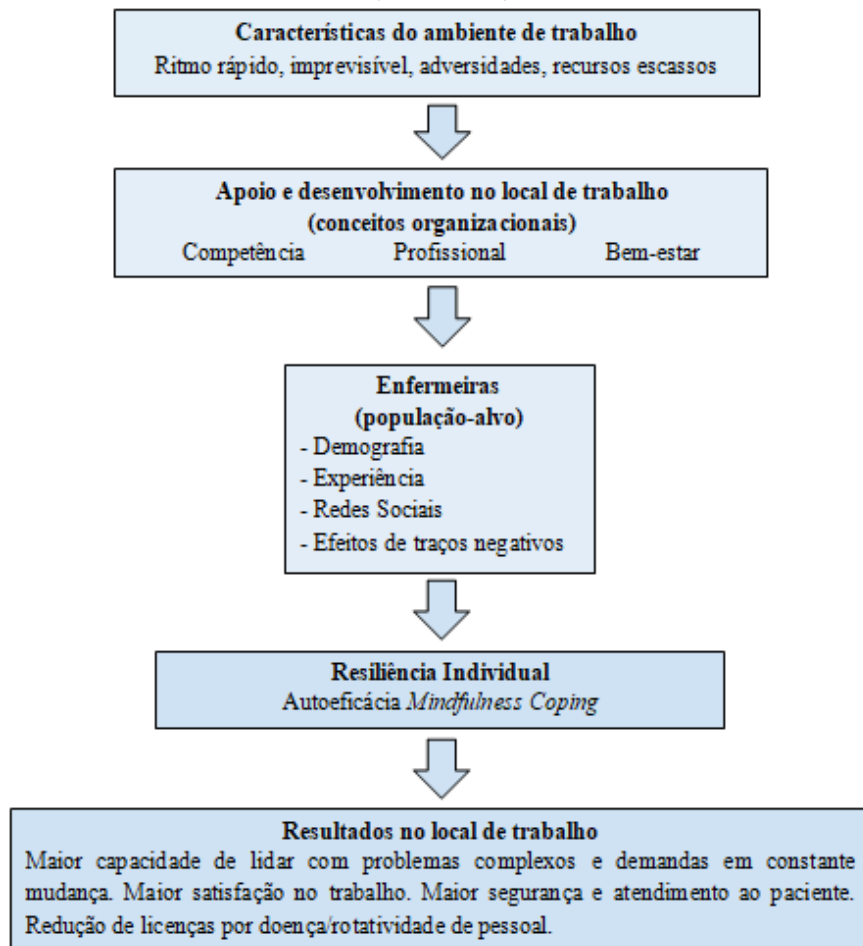 Características do ambiente de trabalho
Ritmo rápido, imprevisível, adversidades, recursos escassos
Apoio e desenvolvimento no local de trabalho
(conceitos organizacionais)
Competência Profissional Bem-estar
Enfermeiras
(população-alvo)
- Demografia
- Experiência
- Redes Sociais
- Efeitos de traços negativos
Resiliência Individual
Autoeficácia Mindfulness Coping
Resultados no local de trabalho
Maior capacidade de lidar com problemas complexos e demandas em constante
mudança. Maior satisfação no trabalho. Maior segurança e atendimento ao paciente.
Redução de licenças por doença/rotatividade de pessoal.